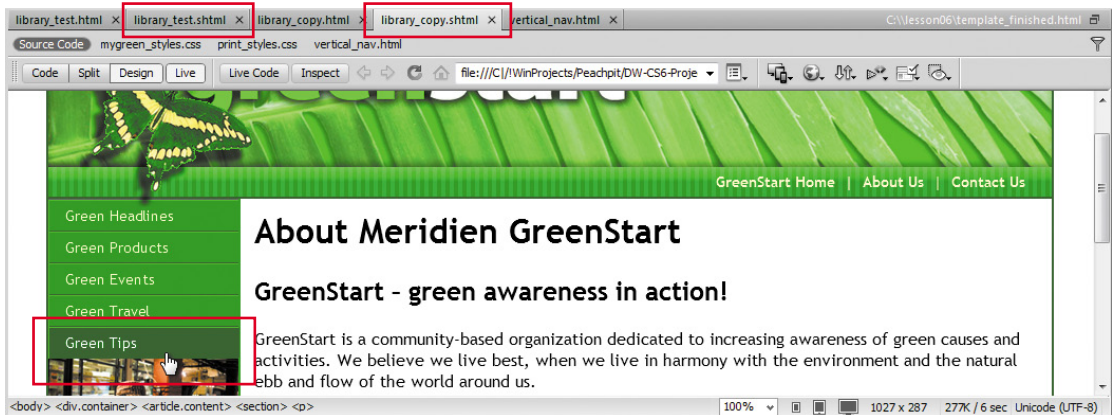 library_test.html × library_test.shtml × library_copy.html × library_copy.shtml × vertical_nav.html × C:\\lesson06\template_finished.html
Source Code mygreen_styles.css print_styles.css vertical_nav.html
Code Split Design Live Live Code Inspect file:///C|/!WinProjects/Peachpit/DW-CS6-Proje
greenstart
GreenStart Home | About Us | Contact Us
Green Headlines
Green Products
Green Events
Green Travel
Green Tips
About Meridien GreenStart
GreenStart – green awareness in action!
GreenStart is a community-based organization dedicated to increasing awareness of green causes and
activities. We believe we live best, when we live in harmony with the environment and the natural
ebb and flow of the world around us.
<body> <div.container> <article.content> <section> <p> 100% 1027 x 287 277K / 6 sec Unicode (UTF-8)